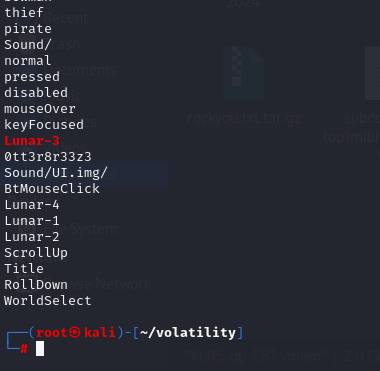 thief
pirate
Sound/
normal
pressed
disabled
mouseOver
keyFocused
Lunar-3
0tt3r8r33z3
Sound/UI.img/
BtMouseClick
Lunar-4
Lunar-1
Lunar-2
ScrollUp
Title
RollDown
WorldSelect
┌──(root㉿kali)-[~/volatility]
└─#